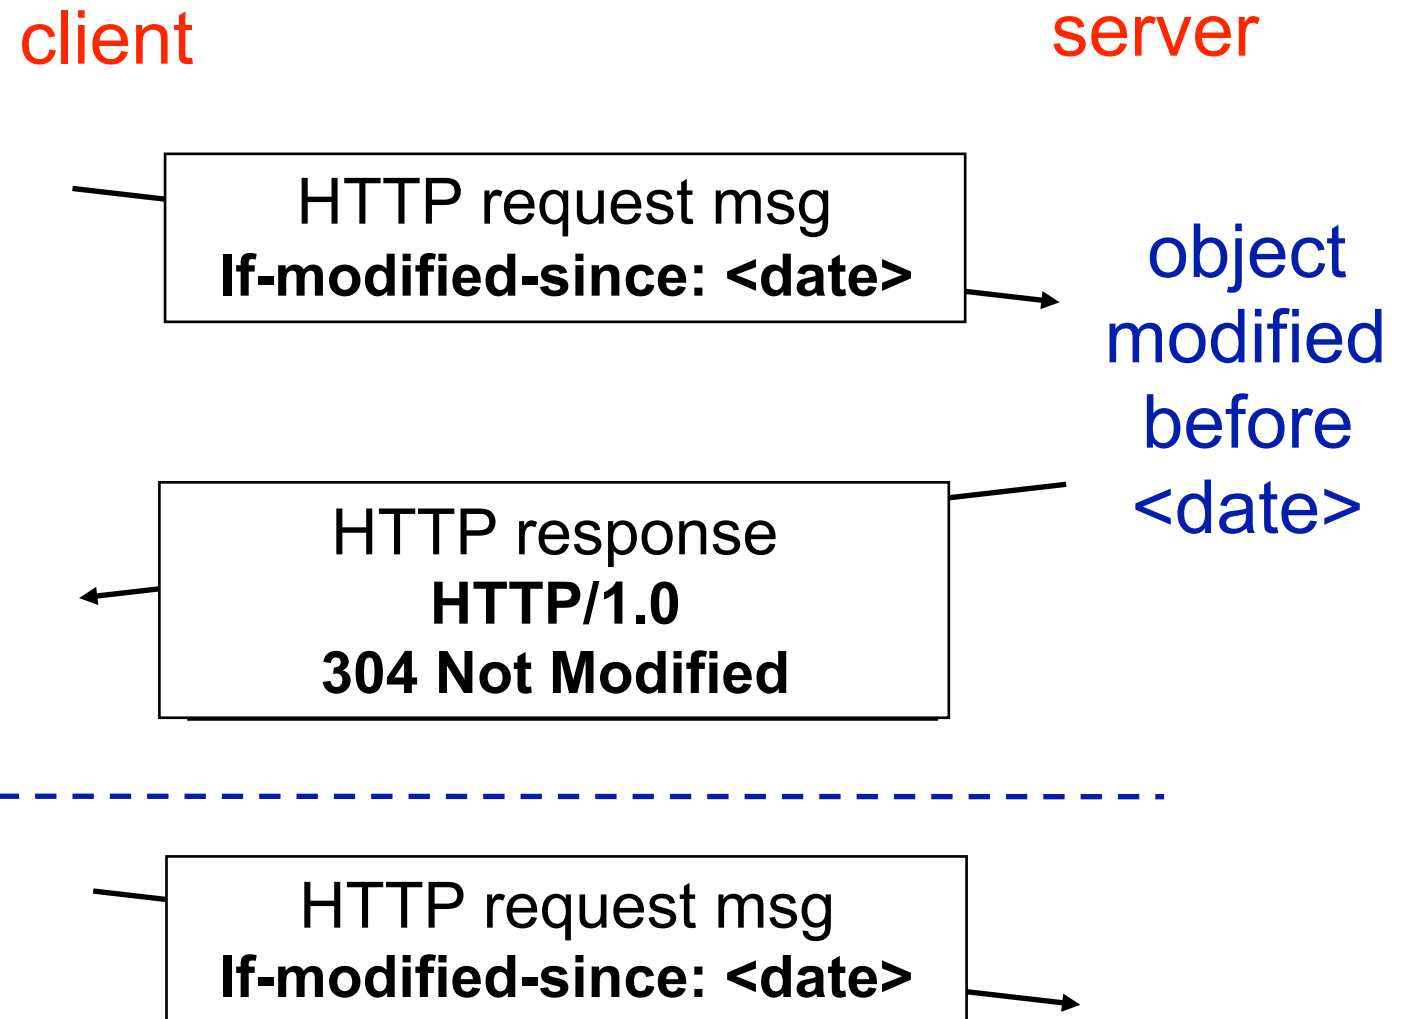 client
server
HTTP request msg
If-modified-since: <date>
object
modified
before
<date>
HTTP response
HTTP/1.0
304 Not Modified
HTTP request msg
If-modified-since: <date>